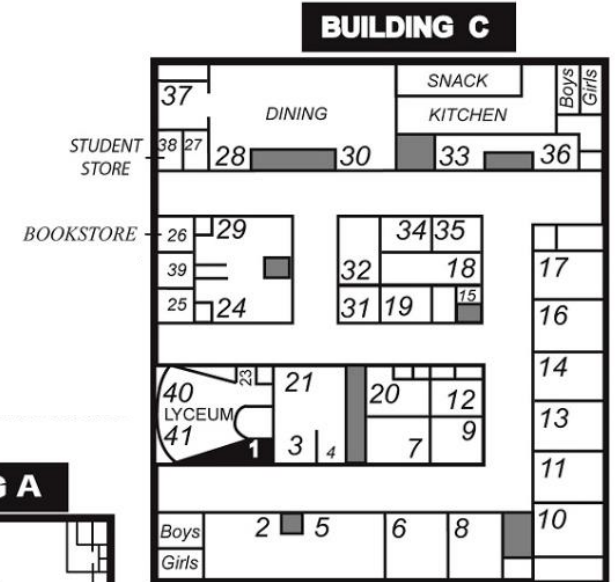 BUILDING C
SNACK
Boys
Girls
37
DINING
KITCHEN
STUDENT
STORE
38 27 28 30 33 36
BOOKSTORE
26 29 34 35
39 32 18 17
25 24 31 19 15 16
14
40 23 21 20 12
LYCEUM
41 1 3 4 7 9 13
11
G A
Boys 2 5 6 8 10
Girls